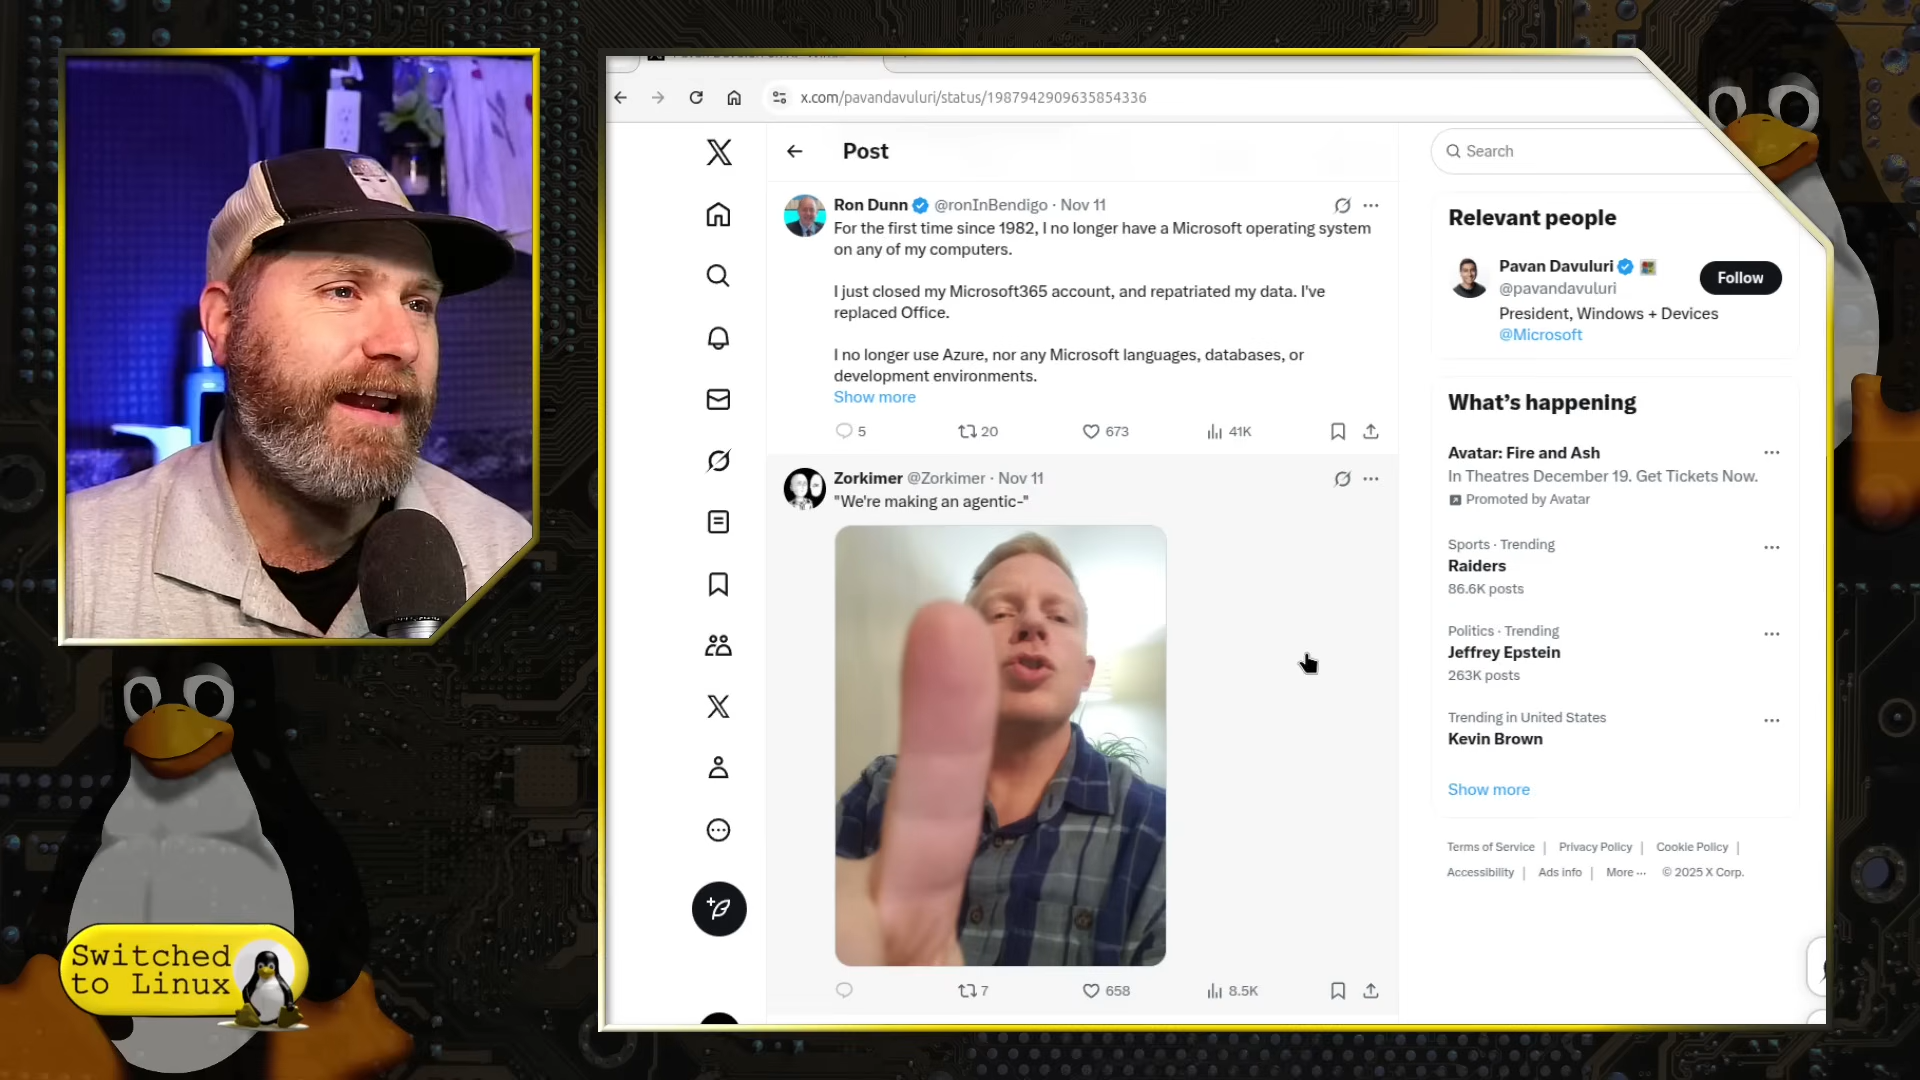 x.com/pavandavuluri/status/1987942909635854336
Post
Ron Dunn @ronInBendigo · Nov 11
For the first time since 1982, I no longer have a Microsoft operating system
on any of my computers.
I just closed my Microsoft365 account, and repatriated my data. I've
replaced Office.
I no longer use Azure, nor any Microsoft languages, databases, or
development environments.
Show more
5 20 673 41K
Zorkimer @Zorkimer · Nov 11
"We're making an agentic-"
7 658 8.5K
Search
Relevant people
Pavan Davuluri
@pavandavuluri
Follow
President, Windows + Devices
@Microsoft
What's happening
Avatar: Fire and Ash
In Theatres December 19. Get Tickets Now.
Promoted by Avatar
Sports · Trending
Raiders
86.6K posts
Politics · Trending
Jeffrey Epstein
263K posts
Trending in United States
Kevin Brown
Show more
Terms of Service | Privacy Policy | Cookie Policy |
Accessibility | Ads info | More ··· © 2025 X Corp.
Switched
to Linux